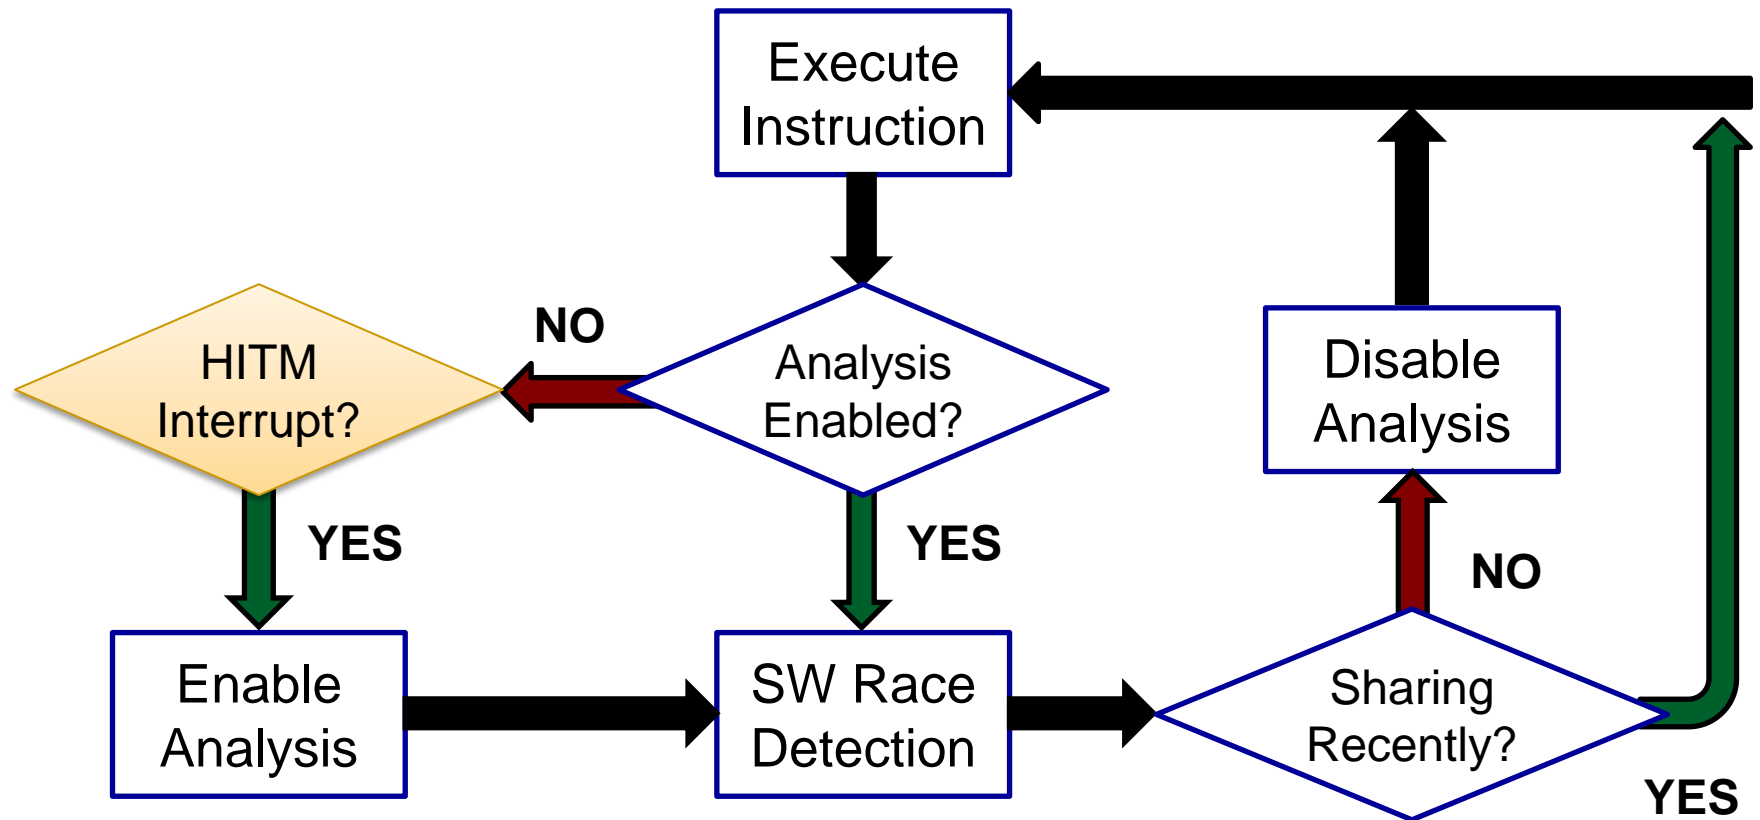 Execute
Instruction
NO
HITM
Interrupt?
Analysis
Enabled?
Disable
Analysis
YES
YES
NO
Enable
Analysis
SW Race
Detection
Sharing
Recently?
YES